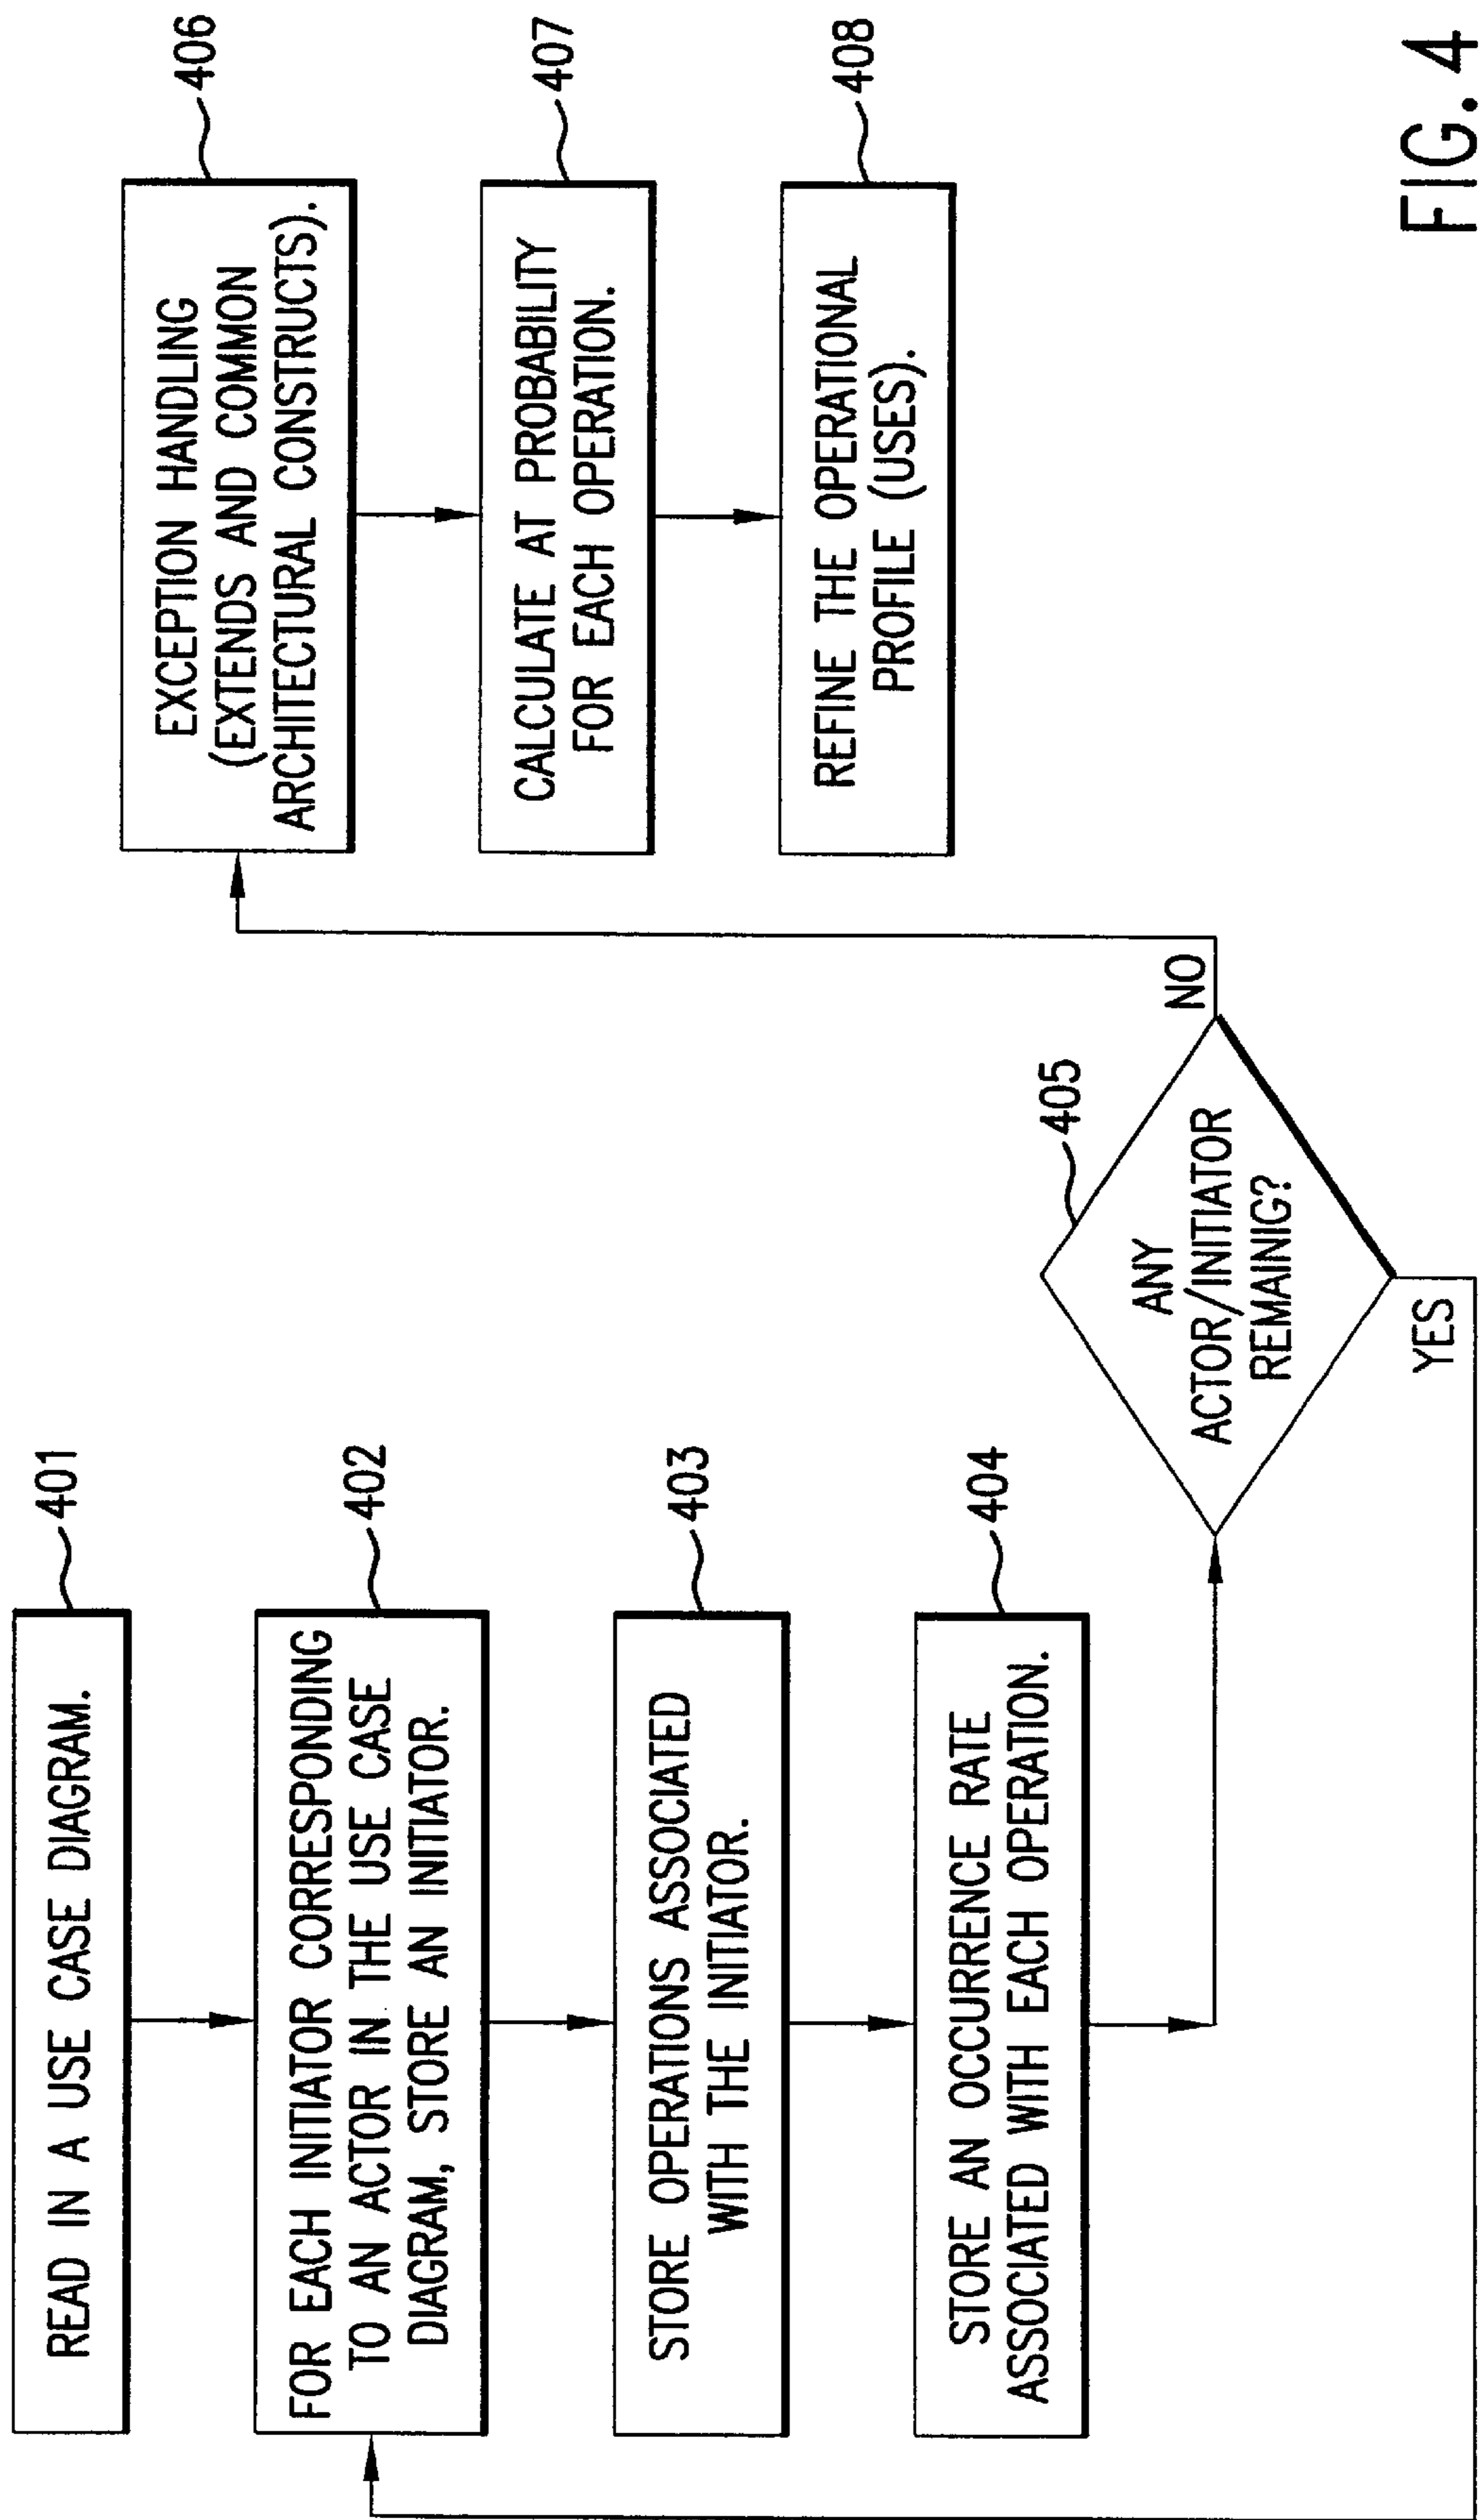 401
READ IN A USE CASE DIAGRAM.
402
FOR EACH INITIATOR CORRESPONDING
TO AN ACTOR IN THE USE CASE
DIAGRAM, STORE AN INITIATOR.
403
STORE OPERATIONS ASSOCIATED
WITH THE INITIATOR.
404
STORE AN OCCURRENCE RATE
ASSOCIATED WITH EACH OPERATION.
405
ANY
ACTOR/INITIATOR
REMAINIG?
YES
NO
406
EXCEPTION HANDLING
(EXTENDS AND COMMON
ARCHITECTURAL CONSTRUCTS).
407
CALCULATE AT PROBABILITY
FOR EACH OPERATION.
408
REFINE THE OPERATIONAL
PROFILE (USES).
FIG. 4